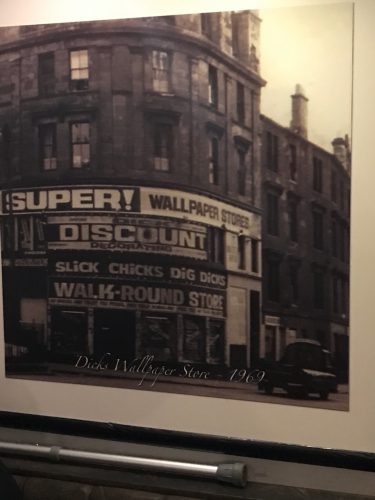 SUPER! WALLPAPER STORES
DISCOUNT
DECORATING
SLICK CHICKS DIG DICKS
WALK-ROUND STORE
Dicks Wallpaper Store - 1969